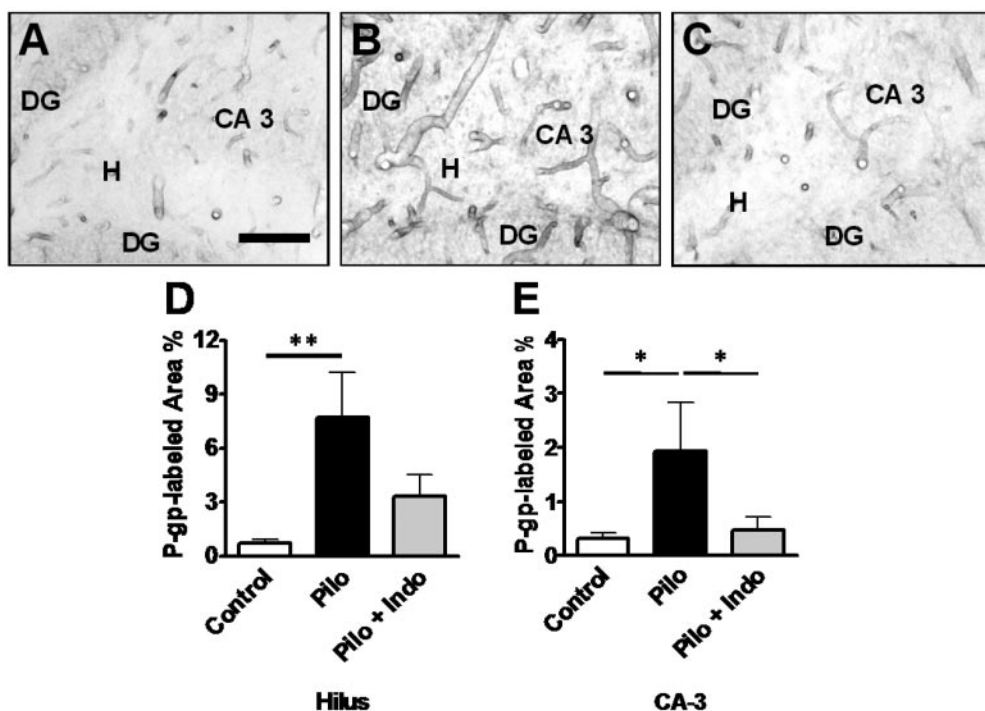 A
DG
CA 3
H
DG
B
DG
CA 3
H
DG
C
CA 3
DG
H
DG
D
P-gp-labeled Area %
12
9
6
3
0
**
Control
Pilo
Pilo + Indo
Hilus
E
P-gp-labeled Area %
4
3
2
1
0
*
*
Control
Pilo
Pilo + Indo
CA-3